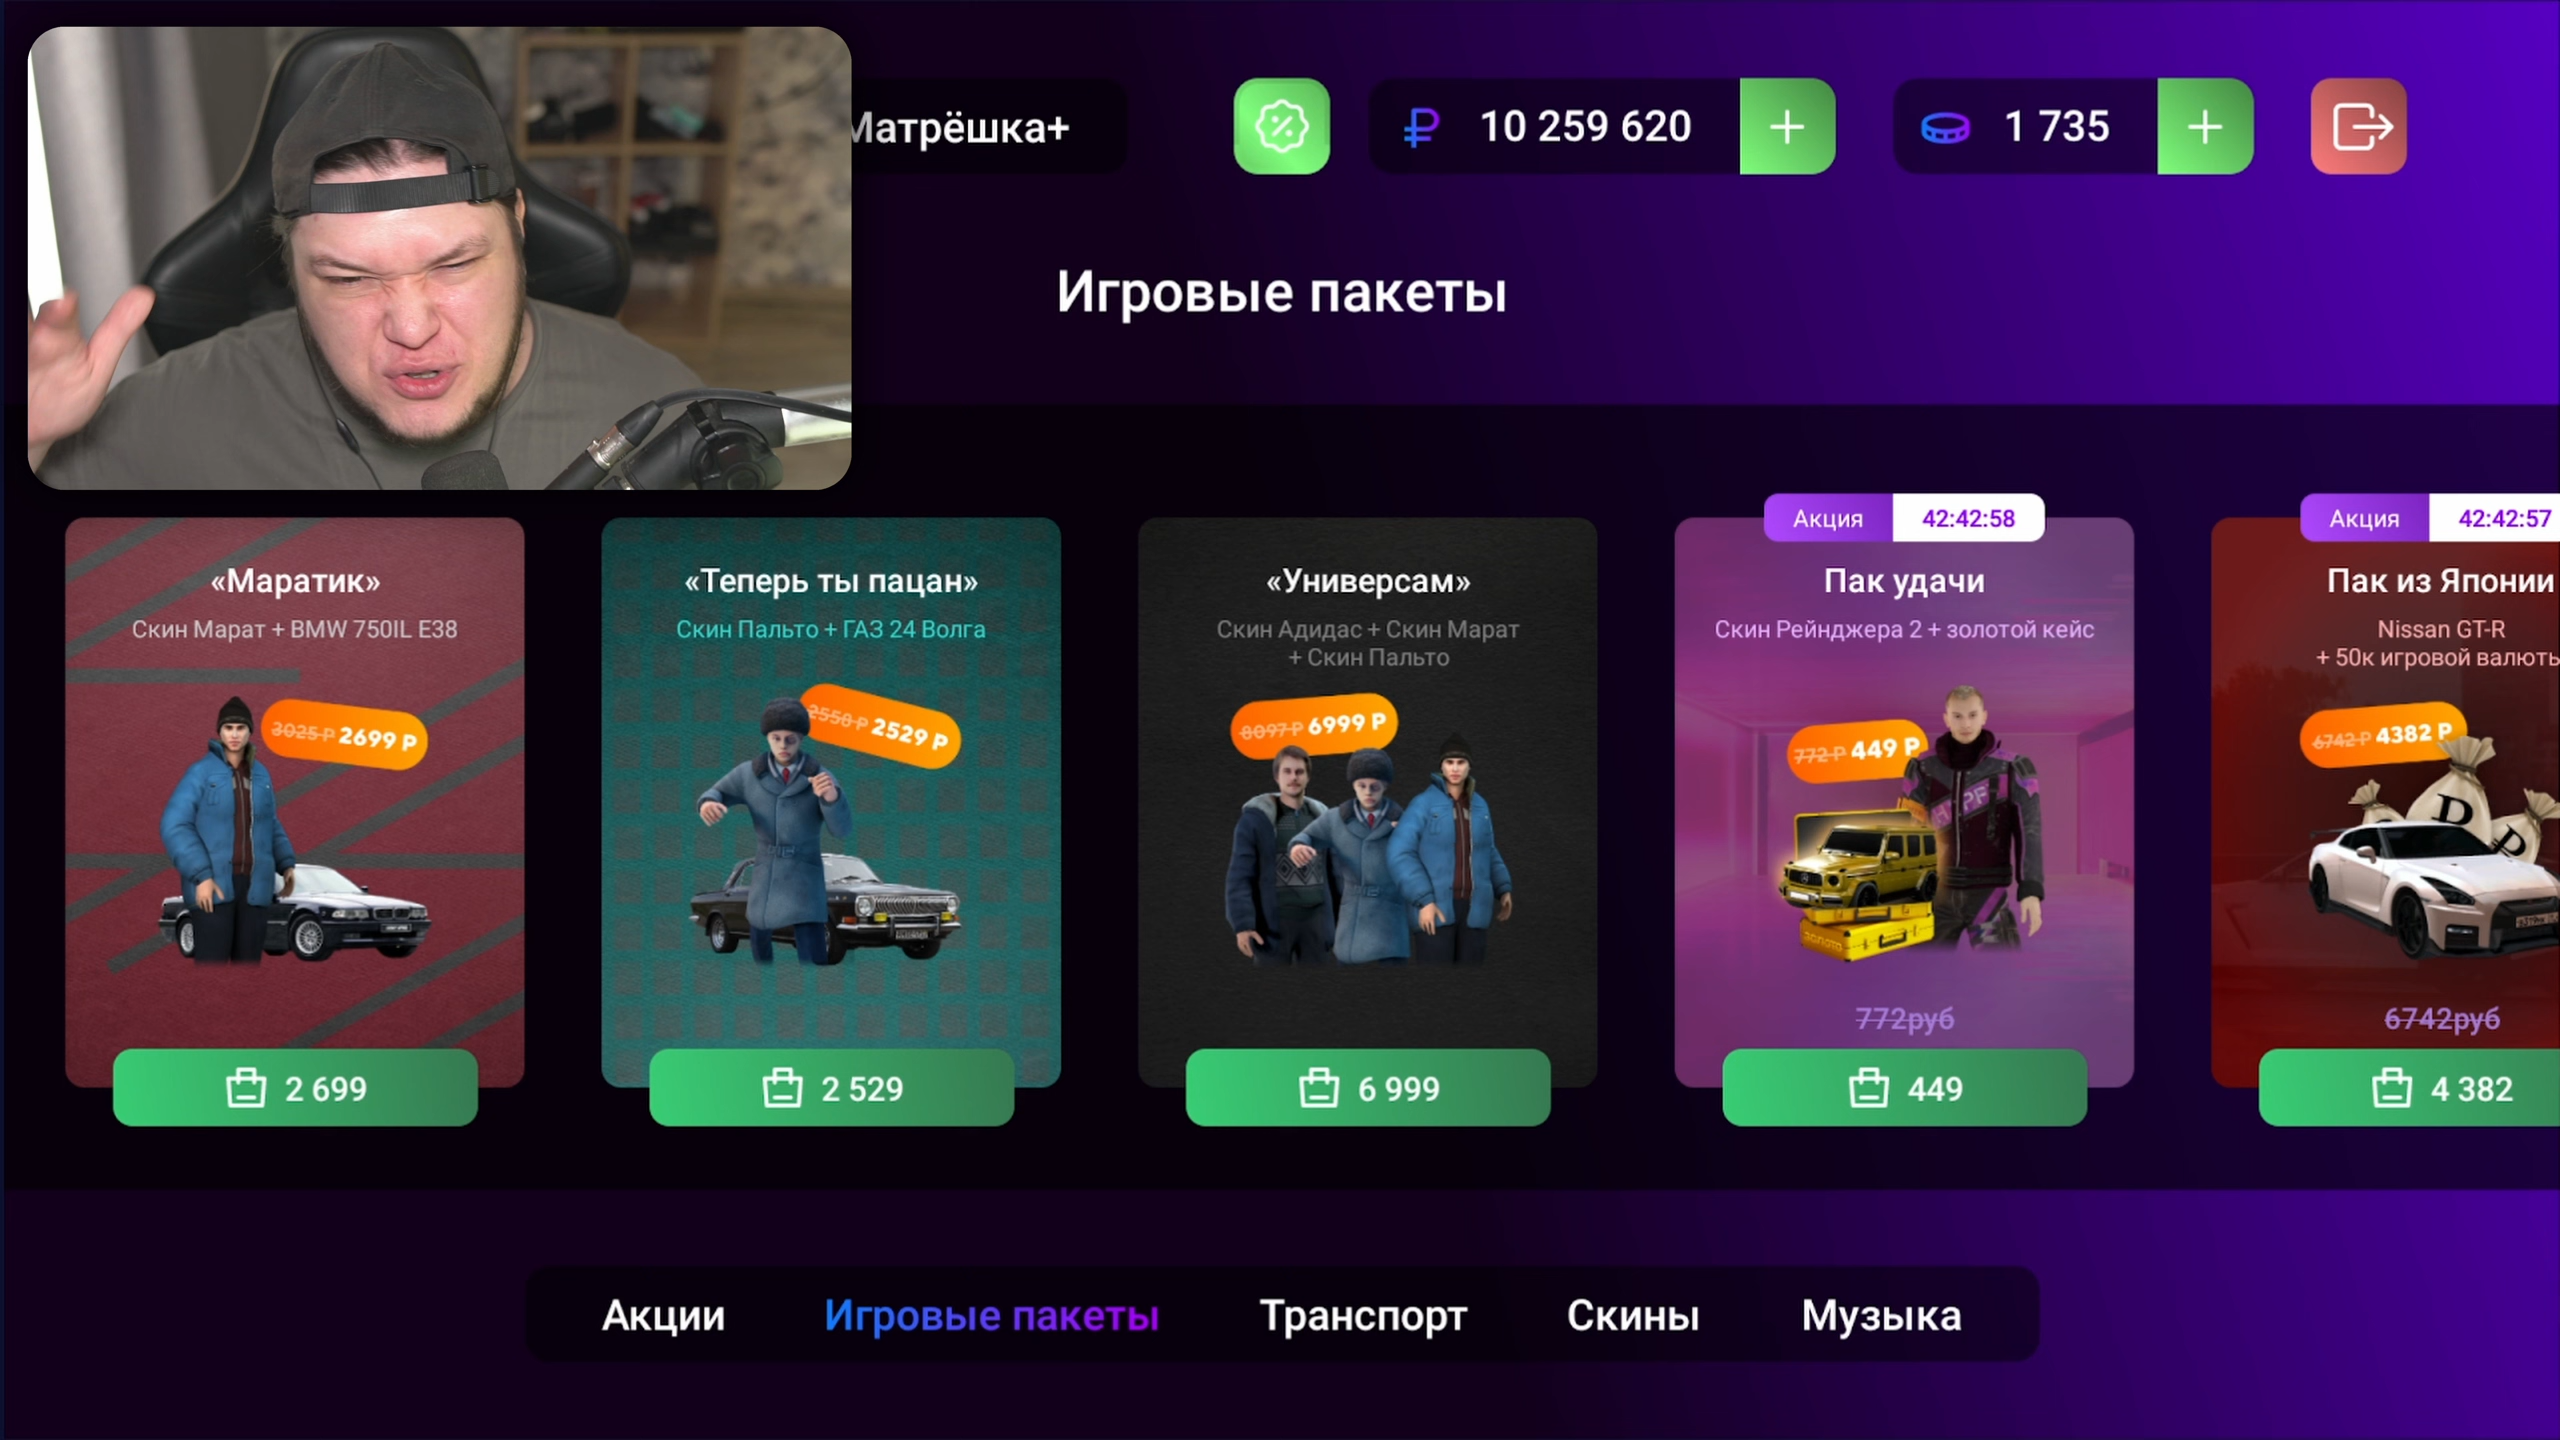 Матрёшка+
10 259 620
1 735
Игровые пакеты
«Маратик»
Скин Марат + BMW 750IL E38
3025 Р 2699 Р
2 699
«Теперь ты пацан»
Скин Пальто + ГАЗ 24 Волга
2558 Р 2529 Р
2 529
«Универсам»
Скин Адидас + Скин Марат
+ Скин Пальто
8097 Р 6999 Р
6 999
Акция 42:42:58
Пак удачи
Скин Рейнджера 2 + золотой кейс
772 Р 449 Р
772руб
449
Акция 42:42:57
Пак из Японии
Nissan GT-R
+ 50к игровой валюты
6742 Р 4382 Р
6742руб
4 382
Акции
Игровые пакеты
Транспорт
Скины
Музыка